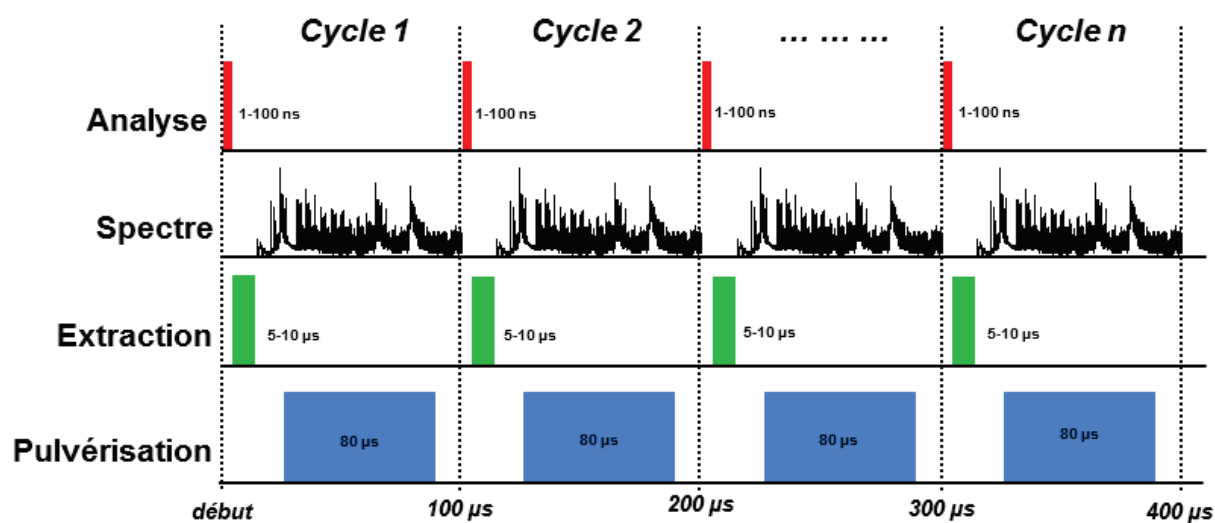 Cycle 1 Cycle 2 ... ... ... Cycle n
Analyse 1-100 ns 1-100 ns 1-100 ns 1-100 ns
Spectre
Extraction 5-10 µs 5-10 µs 5-10 µs 5-10 µs
Pulvérisation 80 µs 80 µs 80 µs 80 µs
début 100 µs 200 µs 300 µs 400 µs